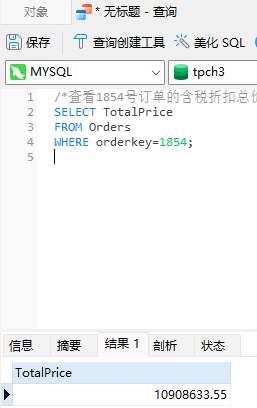 对象
* 无标题 - 查询
保存
查询创建工具
美化 SQL
MYSQL
tpch3
1 /*查看1854号订单的含税折扣总
2 SELECT TotalPrice
3 FROM Orders
4 WHERE orderkey=1854;
5
信息 摘要 结果 1 剖析 状态
TotalPrice
10908633.55